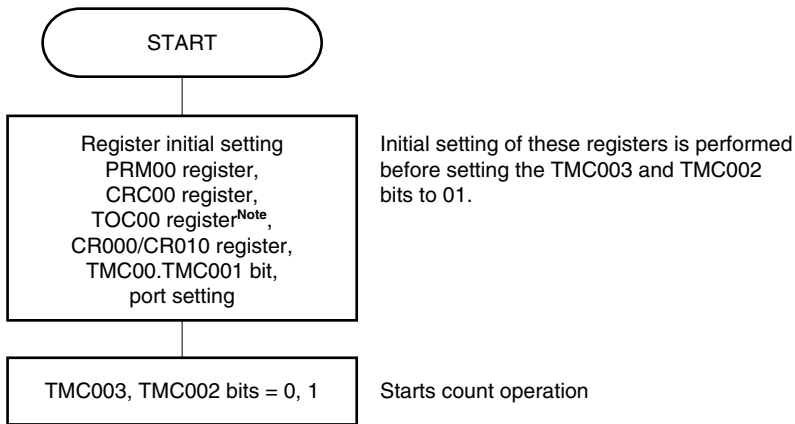 START
Register initial setting
PRM00 register,
CRC00 register,
TOC00 registerNote,
CR000/CR010 register,
TMC00.TMC001 bit,
port setting
Initial setting of these registers is performed
before setting the TMC003 and TMC002
bits to 01.
TMC003, TMC002 bits = 0, 1
Starts count operation